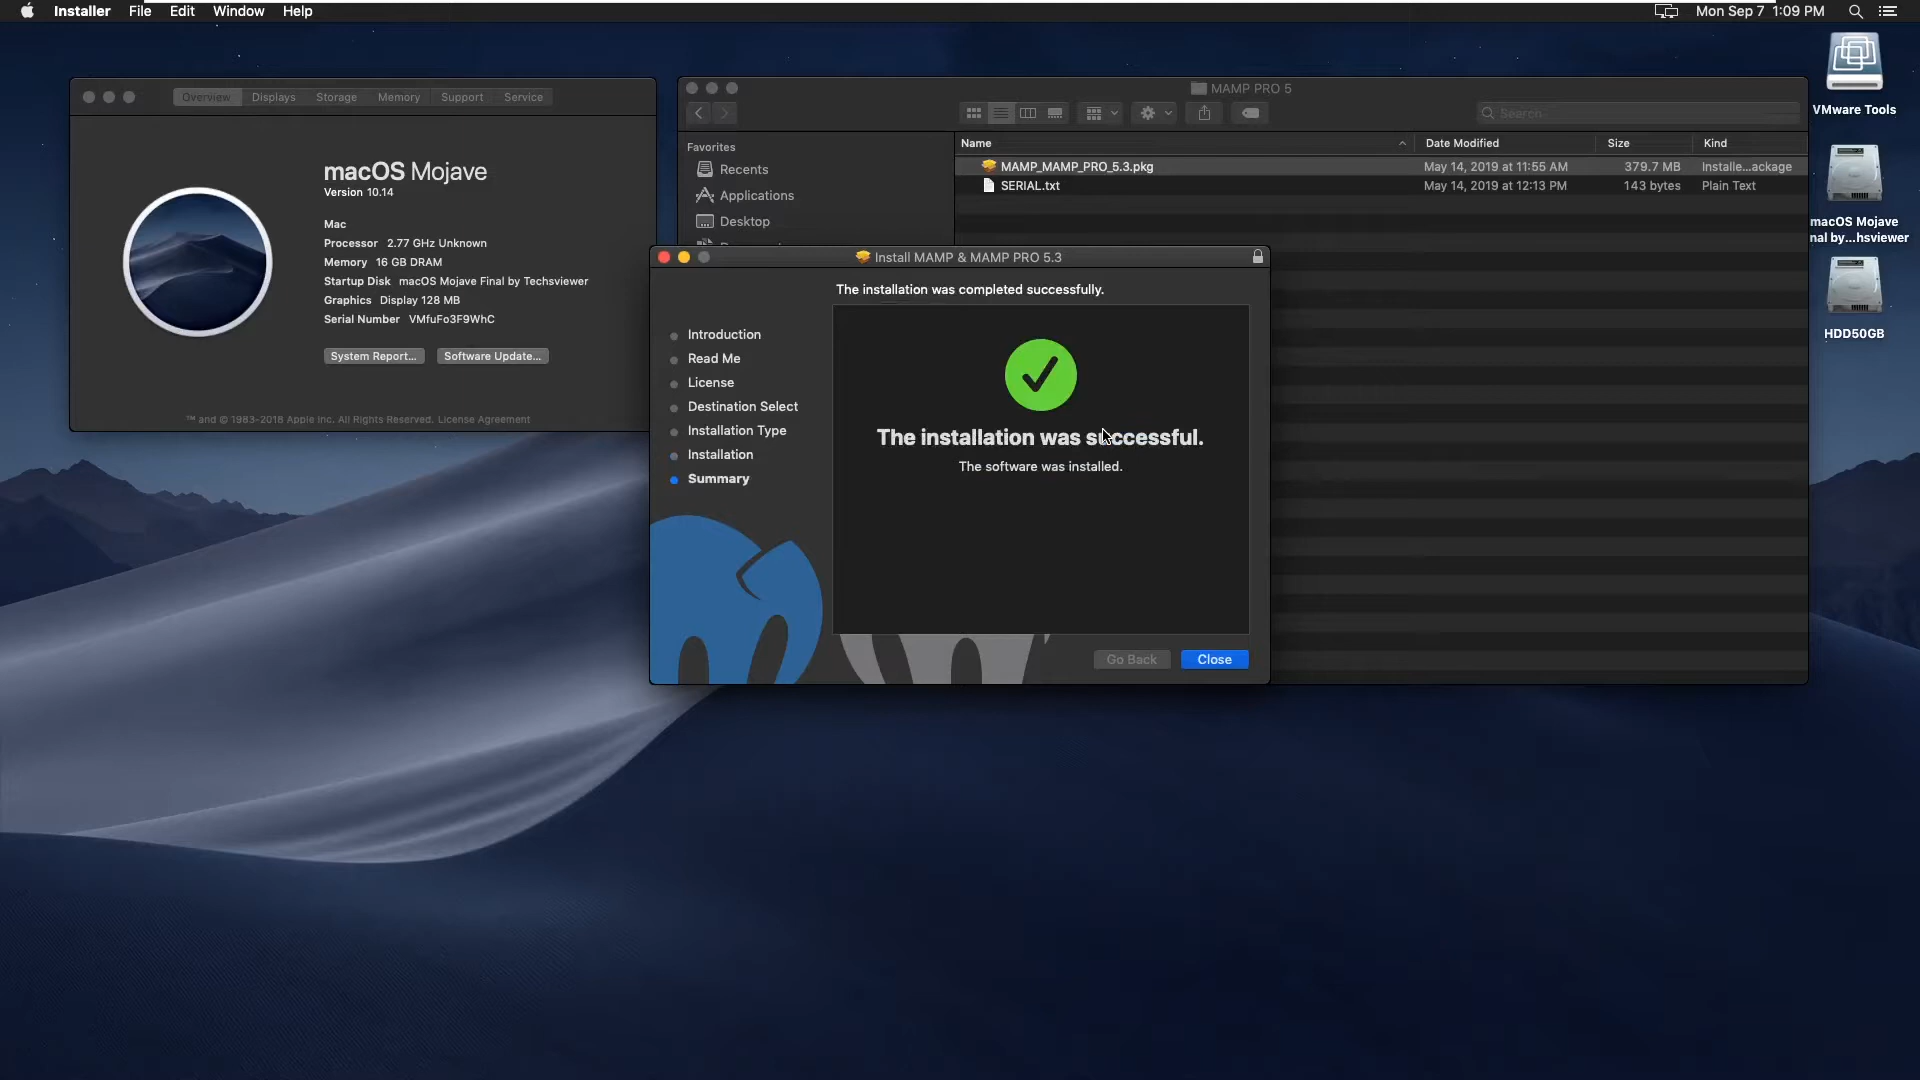 Installer File Edit Window Help
Mon Sep 7 1:09 PM
VMware Tools
macOS Mojave
nal by...hsviewer
HDD50GB
Overview Displays Storage Memory Support Service
macOS Mojave
Version 10.14
Mac
Processor 2.77 GHz Unknown
Memory 16 GB DRAM
Startup Disk macOS Mojave Final by Techsviewer
Graphics Display 128 MB
Serial Number VMfuFo3F9WhC
System Report...
Software Update...
™ and © 1983-2018 Apple Inc. All Rights Reserved. License Agreement
MAMP PRO 5
Search
Favorites
Recents
Applications
Desktop
Name Date Modified Size Kind
MAMP_MAMP_PRO_5.3.pkg May 14, 2019 at 11:55 AM 379.7 MB Installe...ackage
SERIAL.txt May 14, 2019 at 12:13 PM 143 bytes Plain Text
Install MAMP & MAMP PRO 5.3
The installation was completed successfully.
Introduction
Read Me
License
Destination Select
Installation Type
Installation
Summary
The installation was successful.
The software was installed.
Go Back
Close